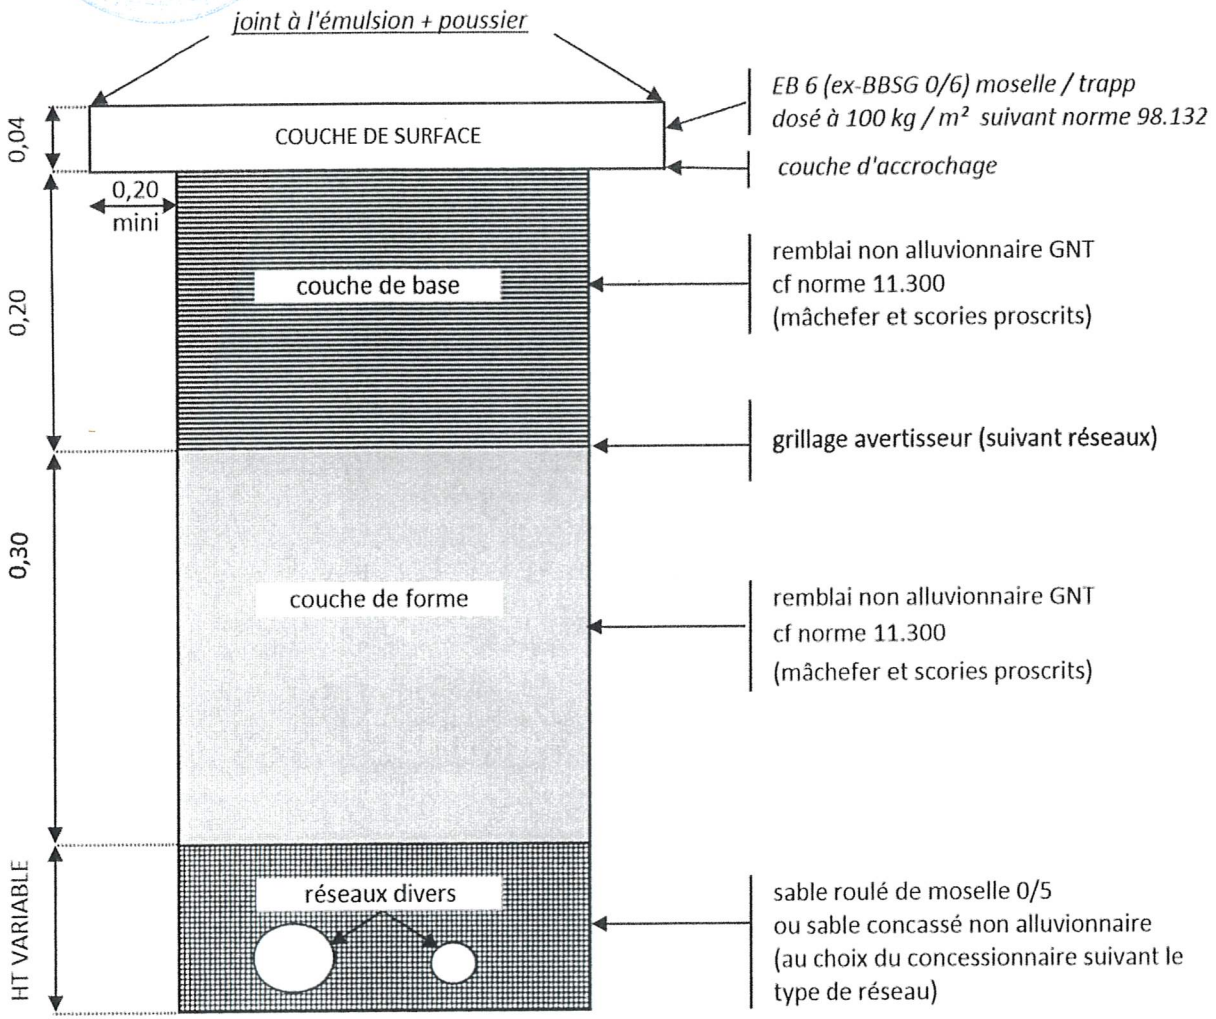 joint à l'émulsion + poussier
EB 6 (ex-BBSG 0/6) moselle / trapp
dosé à 100 kg / m² suivant norme 98.132
COUCHE DE SURFACE
0,04
couche d'accrochage
0,20
mini
remblai non alluvionnaire GNT
cf norme 11.300
(mâchefer et scories proscrits)
couche de base
0,20
grillage avertisseur (suivant réseaux)
0,30
couche de forme
remblai non alluvionnaire GNT
cf norme 11.300
(mâchefer et scories proscrits)
HT VARIABLE
réseaux divers
sable roulé de moselle 0/5
ou sable concassé non alluvionnaire
(au choix du concessionnaire suivant le
type de réseau)